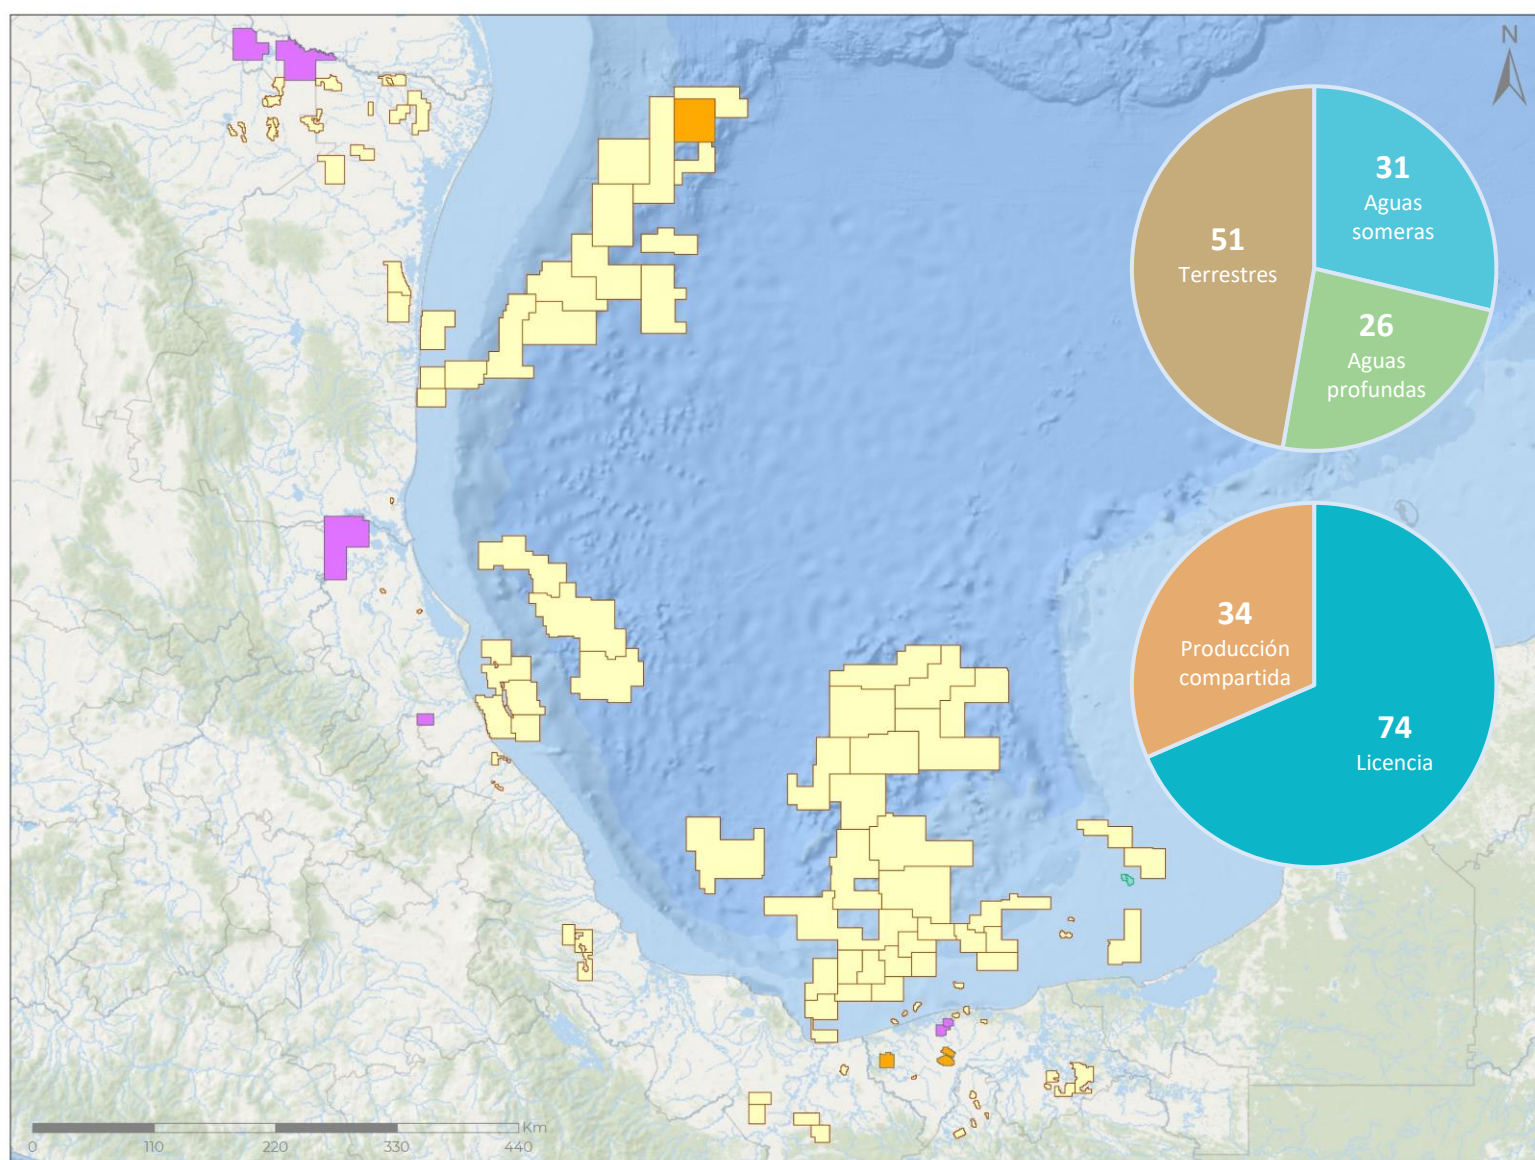 N
31
Aguas
someras
51
Terrestres
26
Aguas
profundas
34
Producción
compartida
74
Licencia
Km
0 110 220 330 440